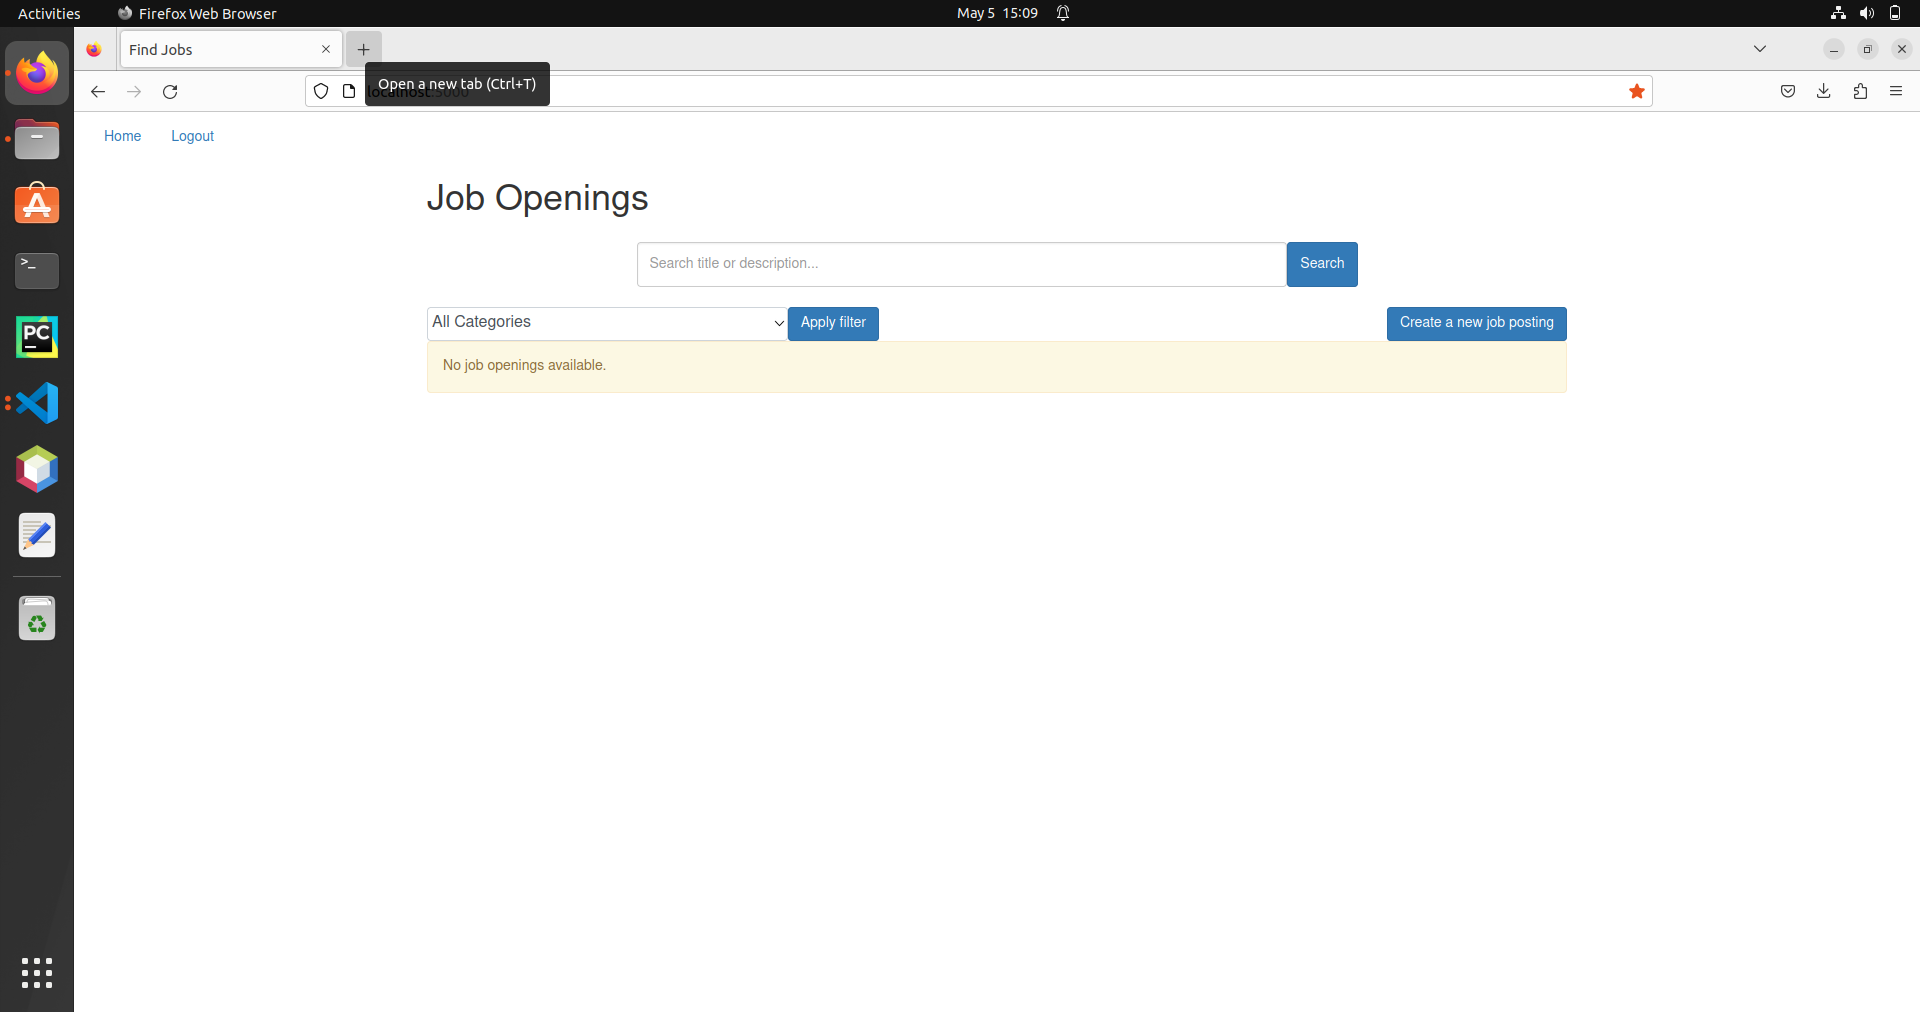 Activities
Firefox Web Browser
May 5 15:09
Find Jobs
Open a new tab (Ctrl+T)
Home
Logout
Job Openings
Search title or description...
Search
All Categories
Apply filter
Create a new job posting
No job openings available.
>_
PC